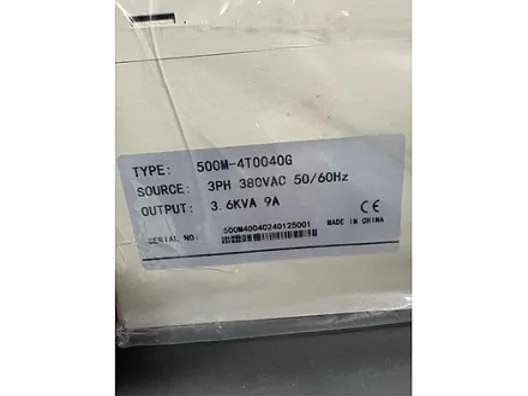 TYPE: 500M-4T0040G
SOURCE: 3PH 380VAC 50/60Hz
OUTPUT: 3.6KVA 9A
CE
500M40040240125001
SERIAL NO:
MADE IN CHINA